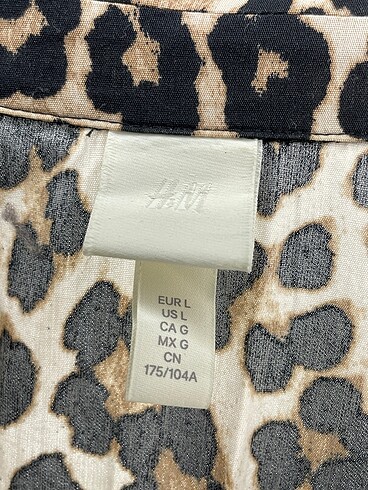 H&M
EUR L
US L
CA G
MX G
CN
175/104A